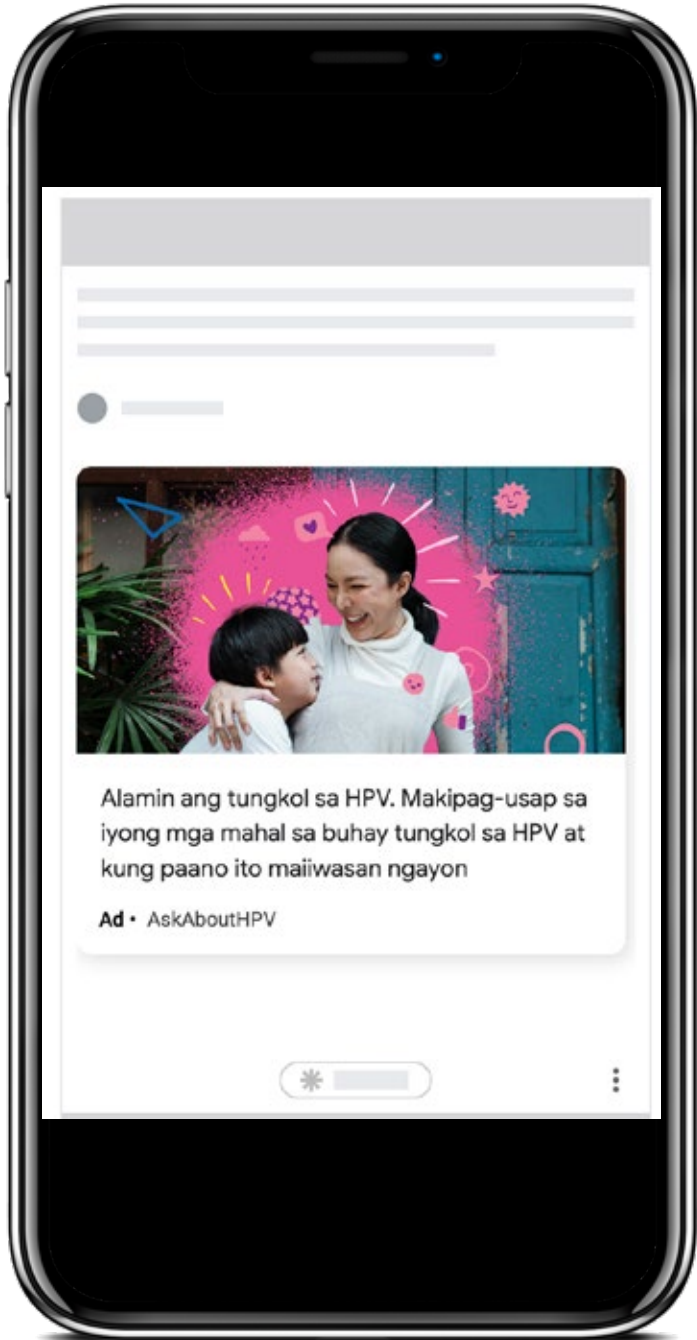 Alamin ang tungkol sa HPV. Makipag-usap sa
iyong mga mahal sa buhay tungkol sa HPV at
kung paano ito maiiwasan ngayon
Ad • AskAboutHPV